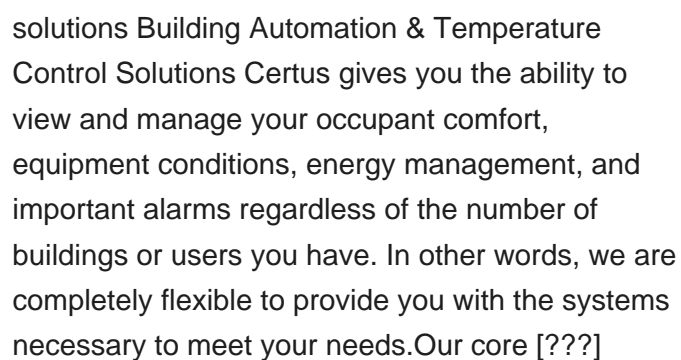 solutions Building Automation & Temperature
Control Solutions Certus gives you the ability to
view and manage your occupant comfort,
equipment conditions, energy management, and
important alarms regardless of the number of
buildings or users you have. In other words, we are
completely flexible to provide you with the systems
necessary to meet your needs.Our core [???]